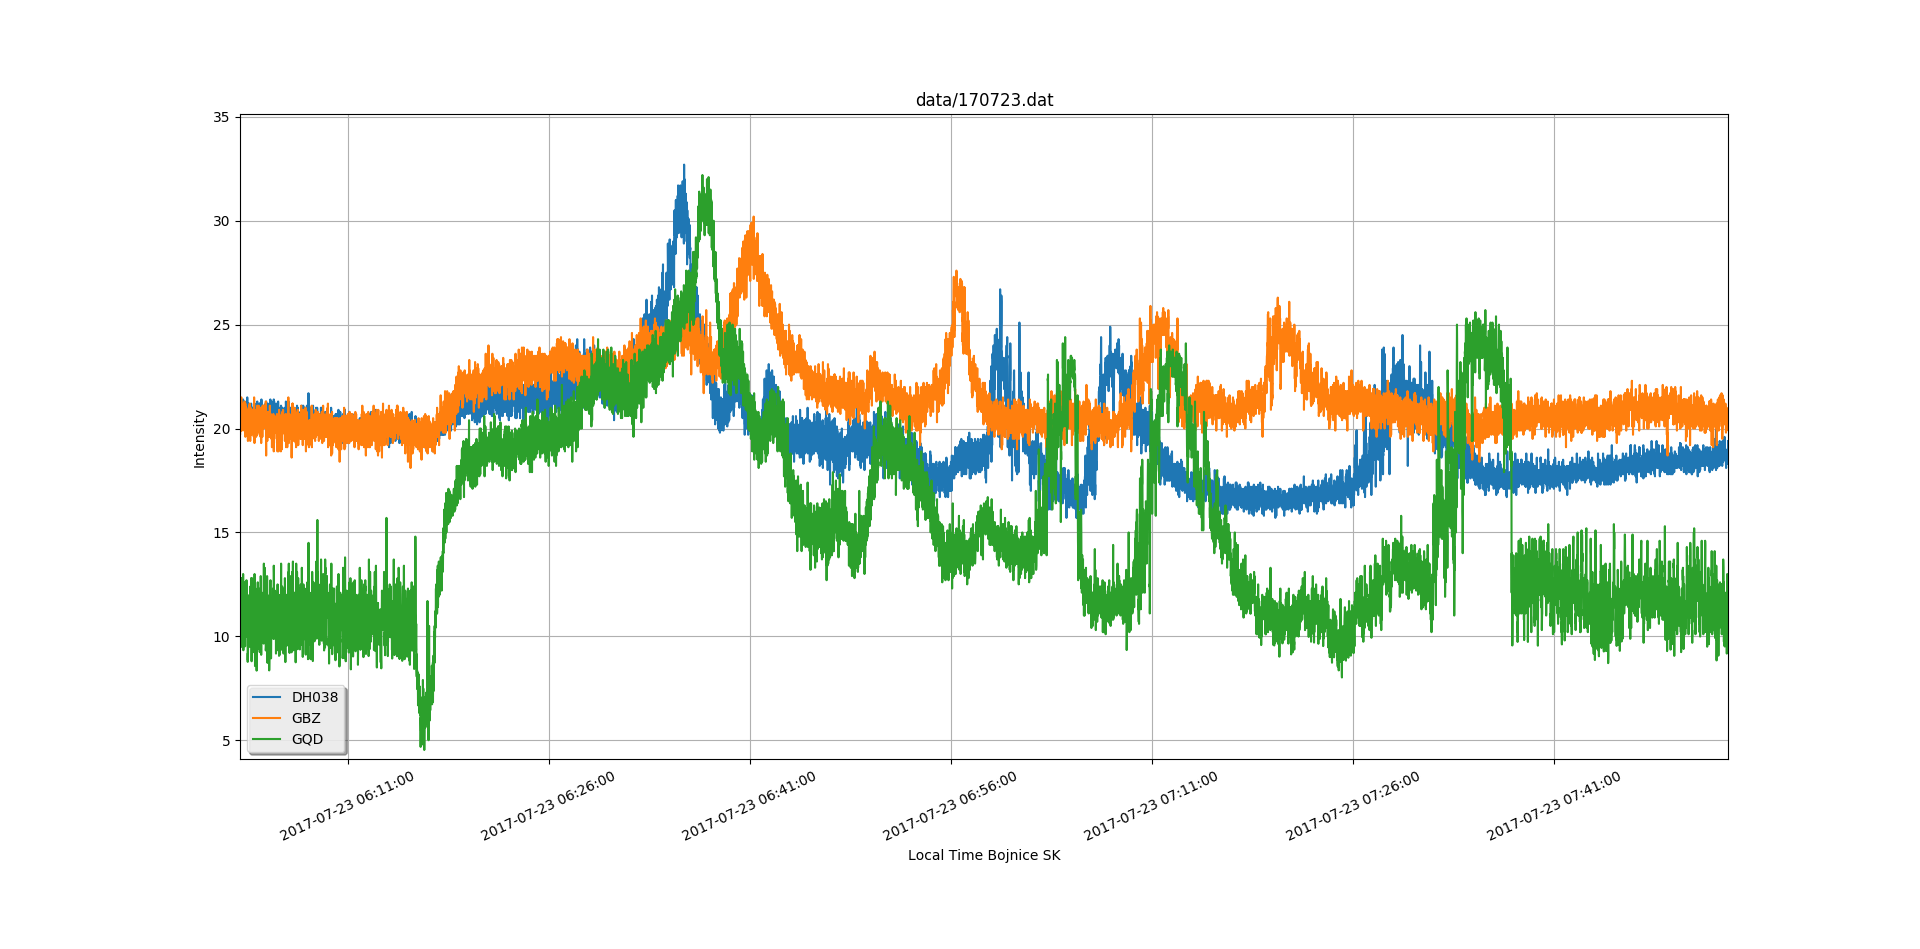 data/170723.dat
Intensity
35
30
25
20
15
10
5
DH038
GBZ
GQD
2017-07-23 06:11:00
2017-07-23 06:26:00
2017-07-23 06:41:00
2017-07-23 06:56:00
2017-07-23 07:11:00
2017-07-23 07:26:00
2017-07-23 07:41:00
Local Time Bojnice SK